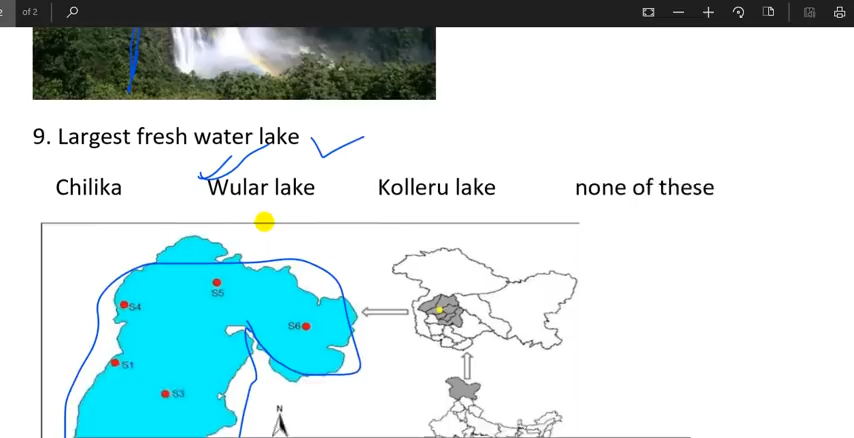 of 2
9. Largest fresh water lake
Chilika Wular lake Kolleru lake none of these
S5
S4
S6
S1
S3
N